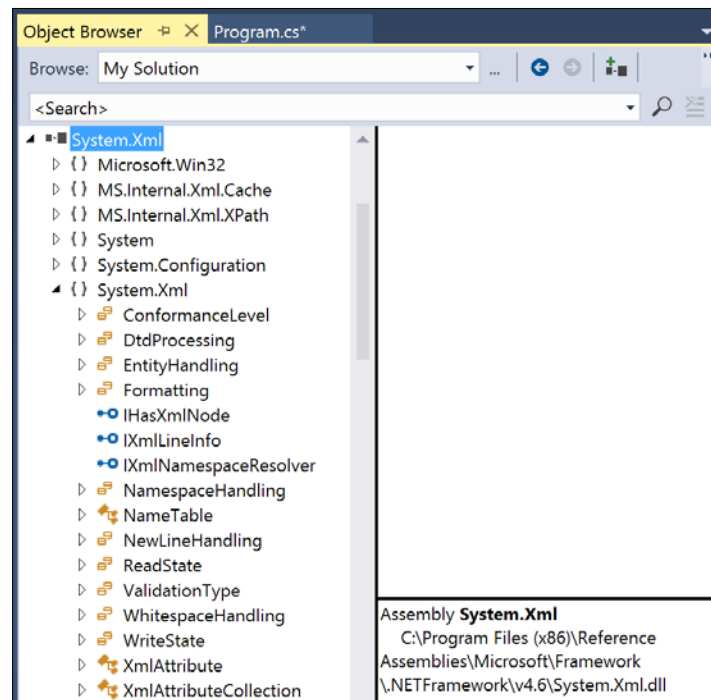 Object Browser Program.cs*
Browse: My Solution ...
<Search>
System.Xml
{ } Microsoft.Win32
{ } MS.Internal.Xml.Cache
{ } MS.Internal.Xml.XPath
{ } System
{ } System.Configuration
{ } System.Xml
ConformanceLevel
DtdProcessing
EntityHandling
Formatting
IHasXmlNode
IXmlLineInfo
IXmlNamespaceResolver
NamespaceHandling
NameTable
NewLineHandling
ReadState
ValidationType
WhitespaceHandling
WriteState
XmlAttribute
XmlAttributeCollection
Assembly System.Xml
C:\Program Files (x86)\Reference
Assemblies\Microsoft\Framework
\.NETFramework\v4.6\System.Xml.dll